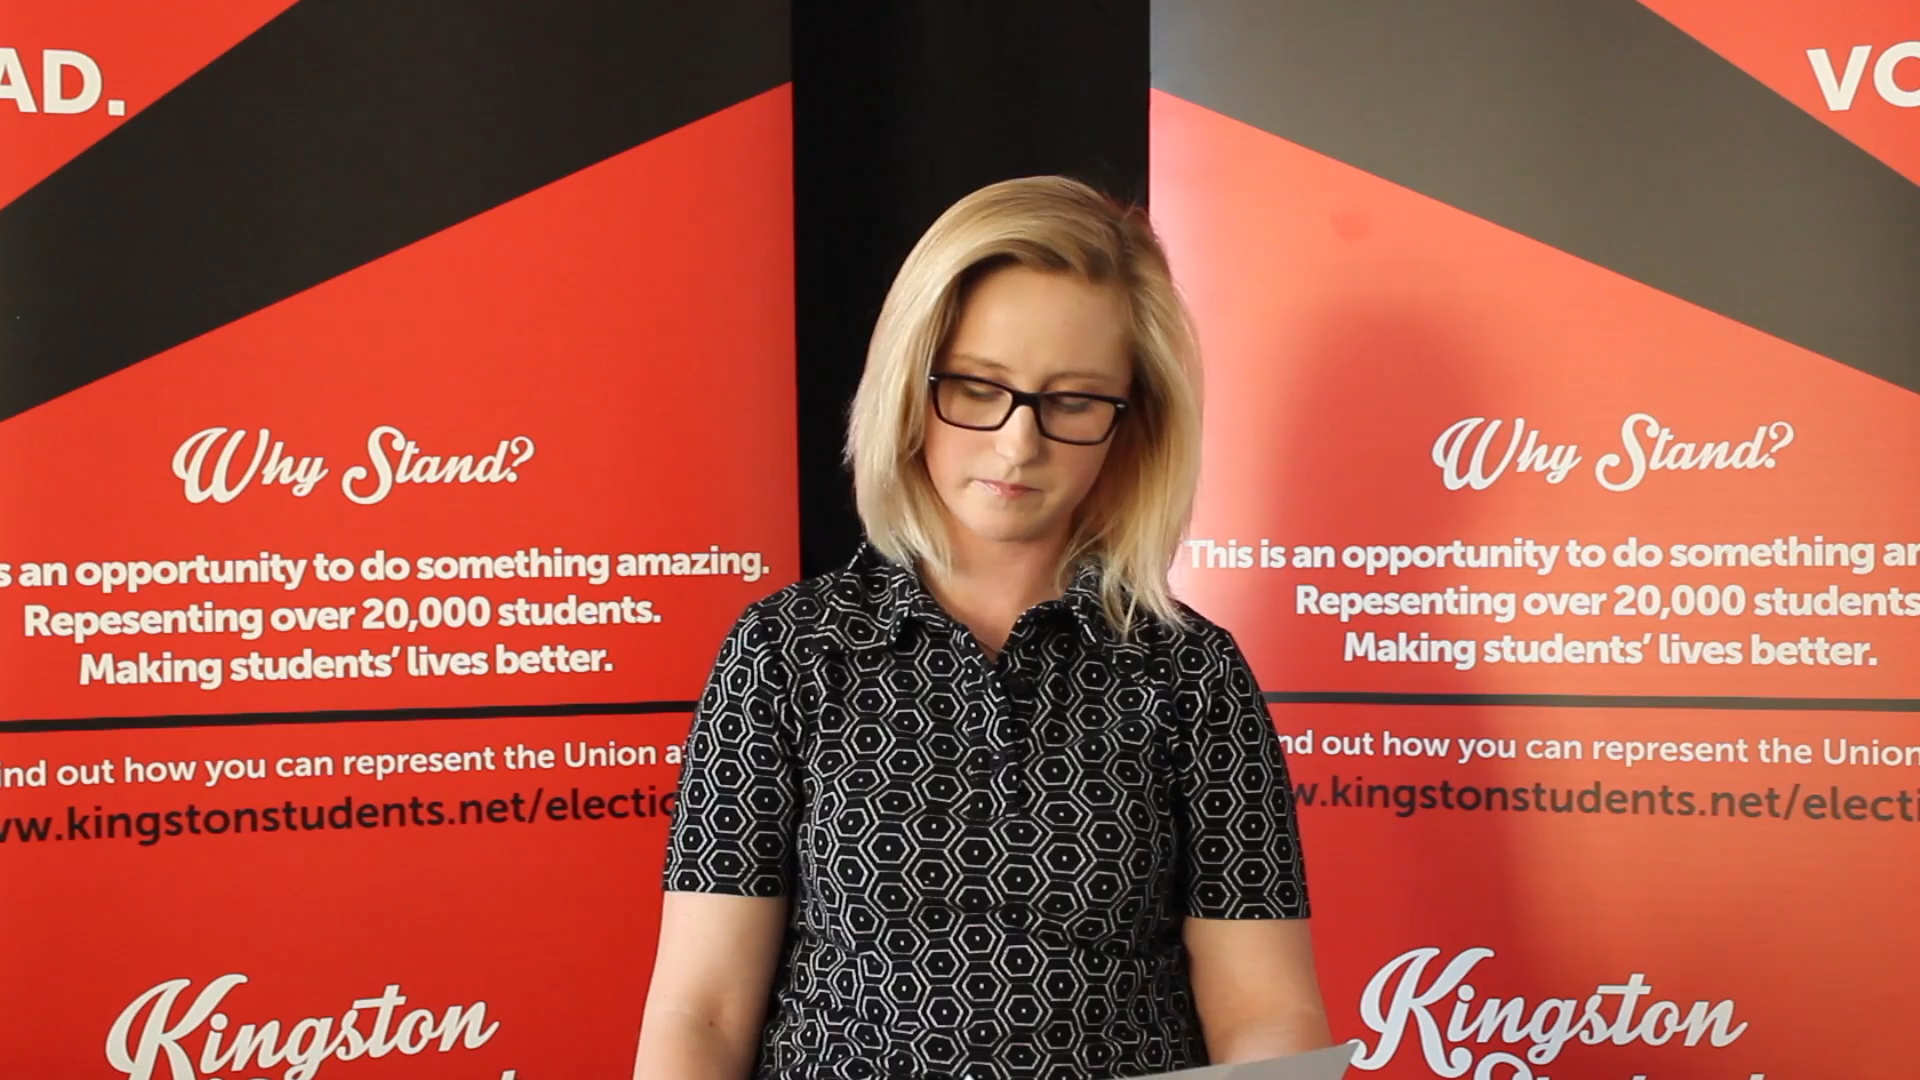 AD.
Why Stand?
s an opportunity to do something amazing.
Repesenting over 20,000 students.
Making students' lives better.
ind out how you can represent the Union a
w.kingstonstudents.net/electio
Kingston
VO
Why Stand?
This is an opportunity to do something a
Repesenting over 20,000 students
Making students' lives better.
nd out how you can represent the Union
w.kingstonstudents.net/electi
Kingston